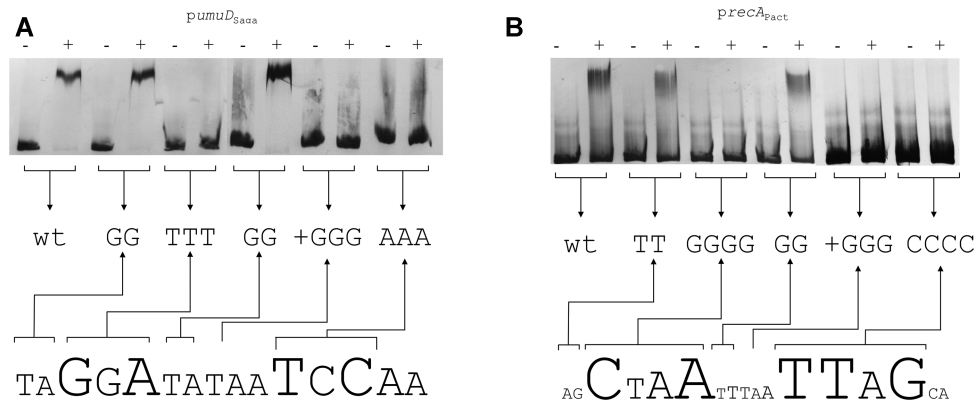 A
pumuDSaga
- + - + - + - + - + - +
wt GG TTT GG +GGG AAA
TAGGATATAATCCAA
B
precAPact
- + - + - + - + - + - +
wt TT GGGG GG +GGG CCCC
AGCTAATTTAATTAGCA